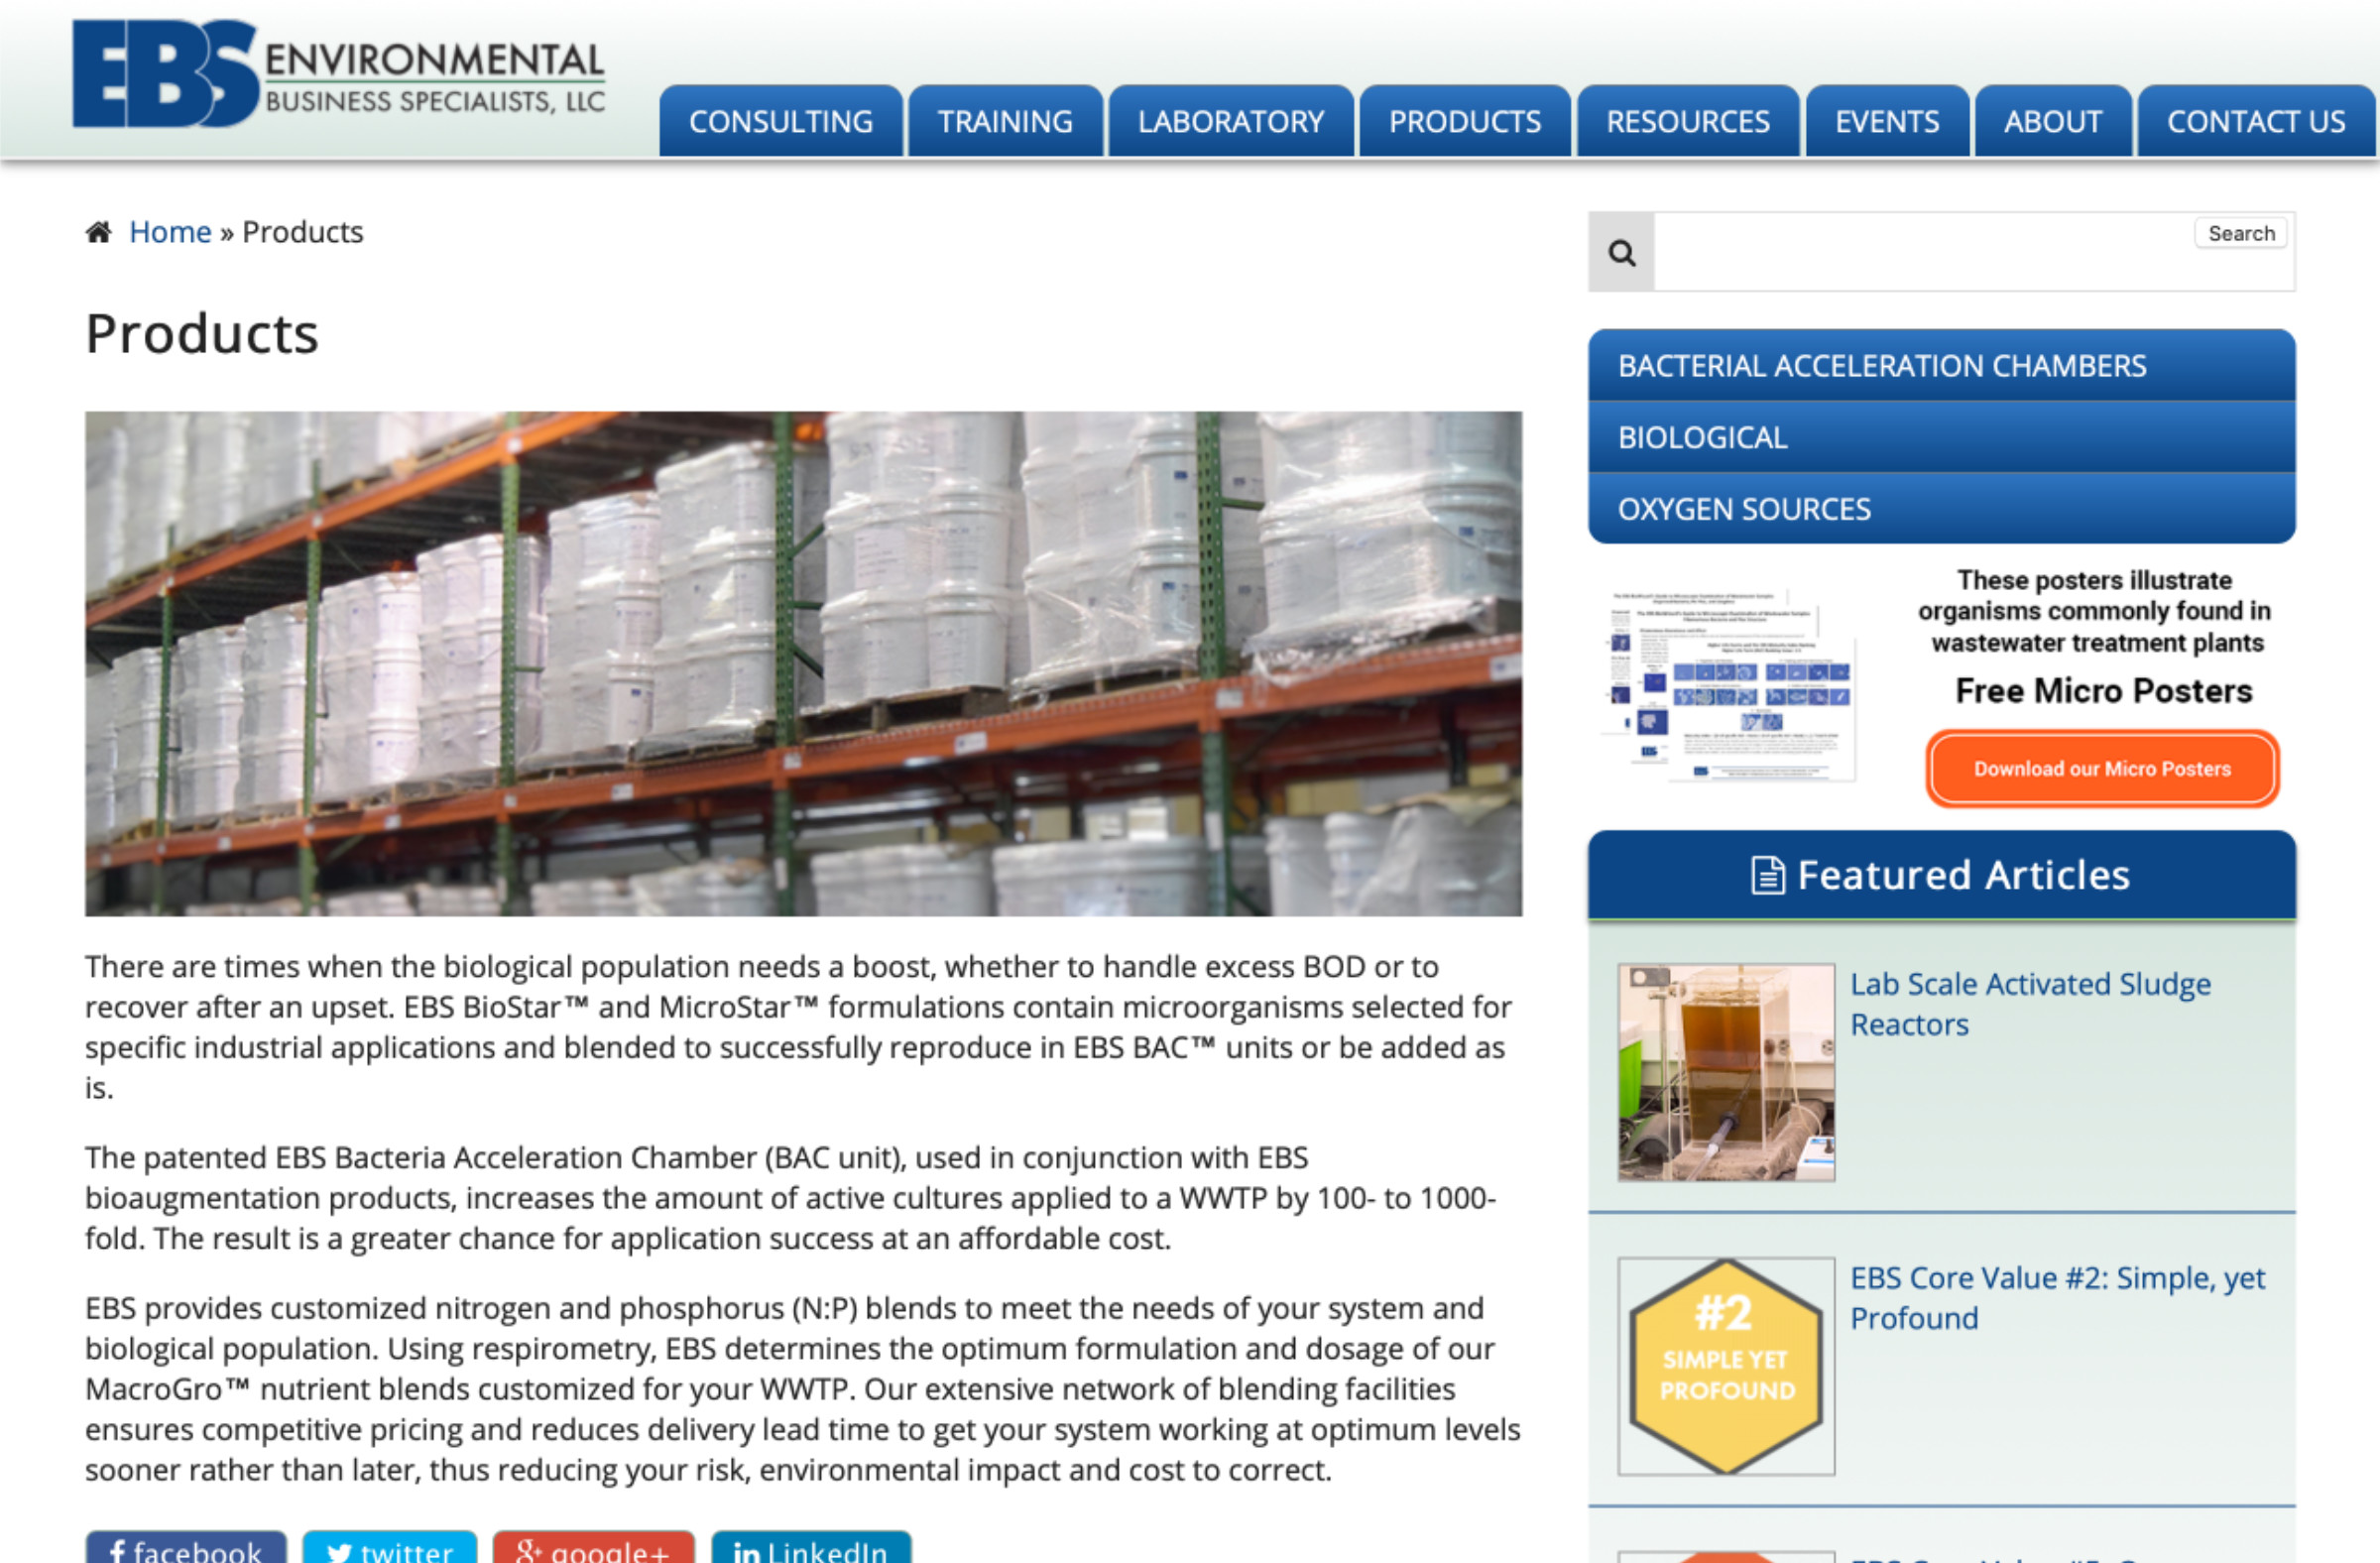 EBS ENVIRONMENTAL
BUSINESS SPECIALISTS, LLC
CONSULTING
TRAINING
LABORATORY
PRODUCTS
RESOURCES
EVENTS
ABOUT
CONTACT US
Home » Products
Products
There are times when the biological population needs a boost, whether to handle excess BOD or to
recover after an upset. EBS BioStar™ and MicroStar™ formulations contain microorganisms selected for
specific industrial applications and blended to successfully reproduce in EBS BAC™ units or be added as
is.
The patented EBS Bacteria Acceleration Chamber (BAC unit), used in conjunction with EBS
bioaugmentation products, increases the amount of active cultures applied to a WWTP by 100- to 1000-
fold. The result is a greater chance for application success at an affordable cost.
EBS provides customized nitrogen and phosphorus (N:P) blends to meet the needs of your system and
biological population. Using respirometry, EBS determines the optimum formulation and dosage of our
MacroGro™ nutrient blends customized for your WWTP. Our extensive network of blending facilities
ensures competitive pricing and reduces delivery lead time to get your system working at optimum levels
sooner rather than later, thus reducing your risk, environmental impact and cost to correct.
facebook
twitter
google+
LinkedIn
Search
BACTERIAL ACCELERATION CHAMBERS
BIOLOGICAL
OXYGEN SOURCES
These posters illustrate
organisms commonly found in
wastewater treatment plants
Free Micro Posters
Download our Micro Posters
Featured Articles
Lab Scale Activated Sludge
Reactors
#2
SIMPLE YET
PROFOUND
EBS Core Value #2: Simple, yet
Profound